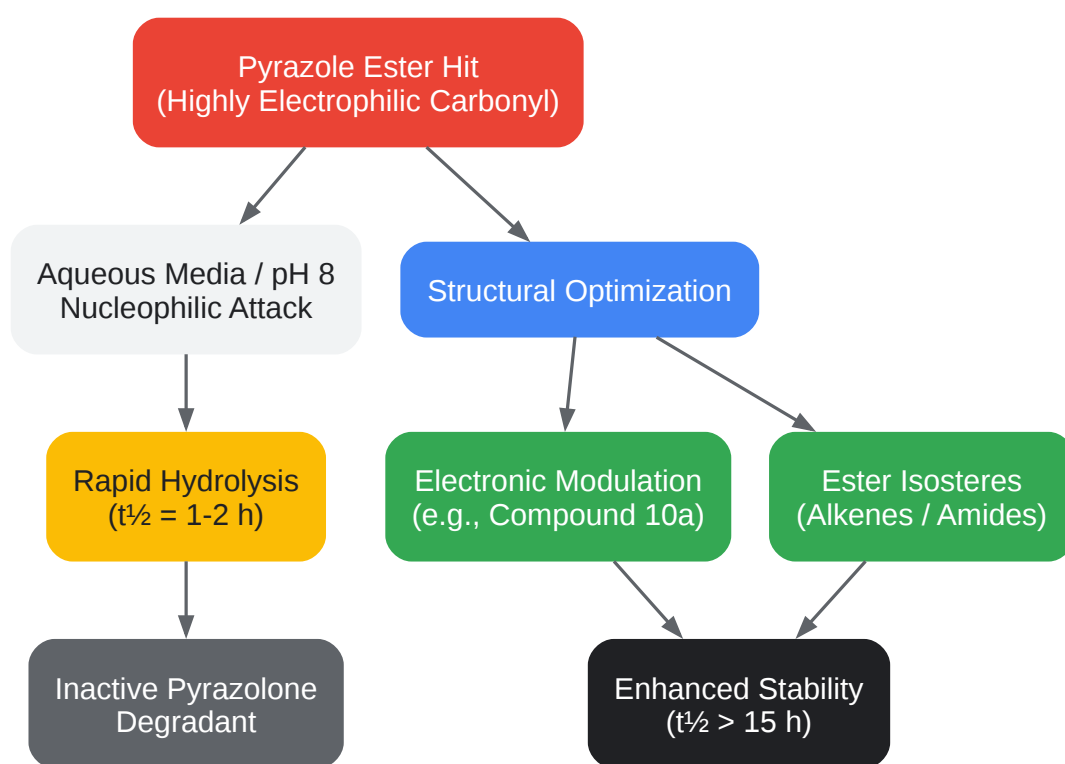 Pyrazole Ester Hit
(Highly Electrophilic Carbonyl)
Aqueous Media / pH 8
Nucleophilic Attack
Structural Optimization
Rapid Hydrolysis
(t½ = 1-2 h)
Electronic Modulation
(e.g., Compound 10a)
Ester Isosteres
(Alkenes / Amides)
Inactive Pyrazolone
Degradant
Enhanced Stability
(t½ > 15 h)